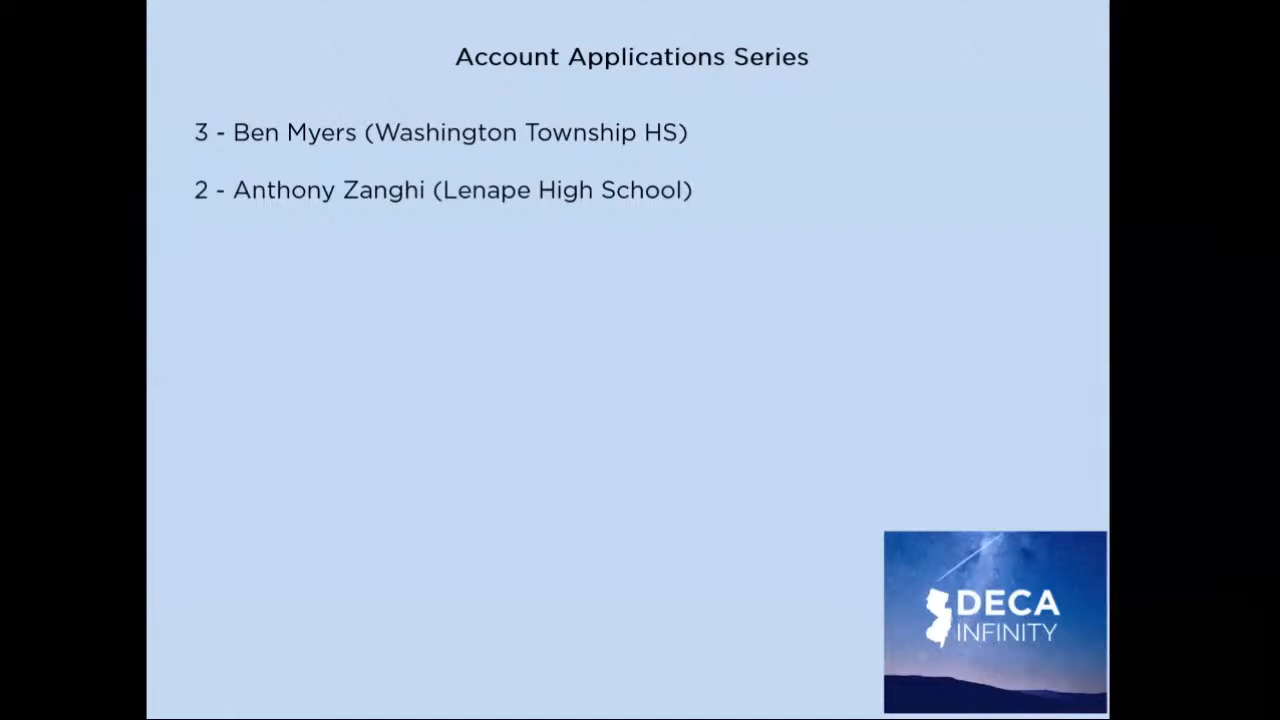 Account Applications Series
3 - Ben Myers (Washington Township HS)
2 - Anthony Zanghi (Lenape High School)
DECA
INFINITY